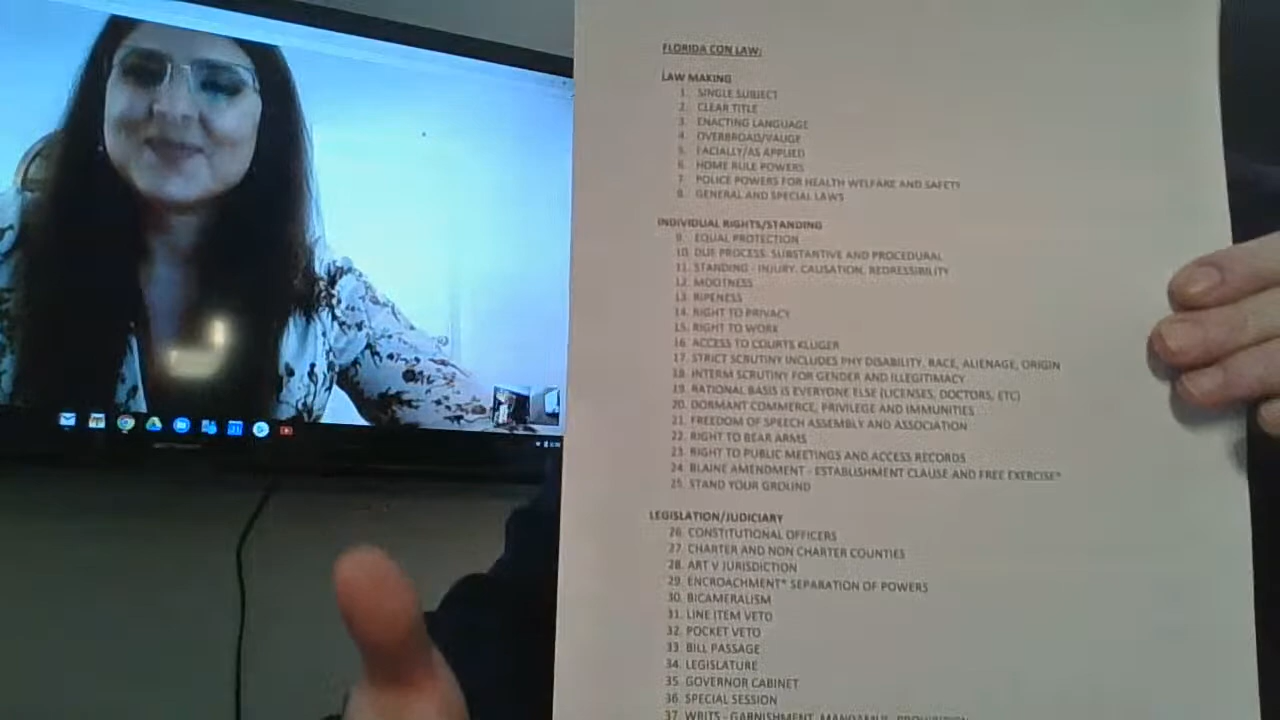 FLORIDA CON LAW:
LAW MAKING
1. SINGLE SUBJECT
2. CLEAR TITLE
3. ENACTING LANGUAGE
4. OVERBROAD/VAUGE
5. FACIALLY/AS APPLIED
6. HOME RULE POWERS
7. POLICE POWERS FOR HEALTH WELFARE AND SAFETY
8. GENERAL AND SPECIAL LAWS
INDIVIDUAL RIGHTS/STANDING
9. EQUAL PROTECTION
10. DUE PROCESS- SUBSTANTIVE AND PROCEDURAL
11. STANDING - INJURY, CAUSATION, REDRESSIBILITY
12. MOOTNESS
13. RIPENESS
14. RIGHT TO PRIVACY
15. RIGHT TO WORK
16. ACCESS TO COURTS KLUGER
17. STRICT SCRUTINY INCLUDES PHY DISABILITY, RACE, ALIENAGE, ORIGIN
18. INTERM SCRUTINY FOR GENDER AND ILLEGITIMACY
19. RATIONAL BASIS IS EVERYONE ELSE (LICENSES, DOCTORS, ETC)
20. DORMANT COMMERCE, PRIVILEGE AND IMMUNITIES
21. FREEDOM OF SPEECH ASSEMBLY AND ASSOCIATION
22. RIGHT TO BEAR ARMS
23. RIGHT TO PUBLIC MEETINGS AND ACCESS RECORDS
24. BLAINE AMENDMENT - ESTABLISHMENT CLAUSE AND FREE EXERCISE*
25. STAND YOUR GROUND
LEGISLATION/JUDICIARY
26. CONSTITUTIONAL OFFICERS
27. CHARTER AND NON CHARTER COUNTIES
28. ART V JURISDICTION
29. ENCROACHMENT* SEPARATION OF POWERS
30. BICAMERALISM
31. LINE ITEM VETO
32. POCKET VETO
33. BILL PASSAGE
34. LEGISLATURE
35. GOVERNOR CABINET
36. SPECIAL SESSION
37. WRITS - GARNISHMENT, MANDAMUS, PROHIBITION